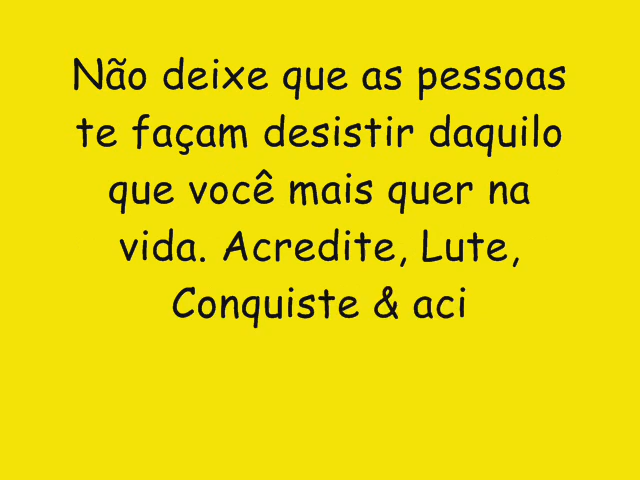 Não deixe que as pessoas
te façam desistir daquilo
que você mais quer na
vida. Acredite, Lute,
Conquiste & aci